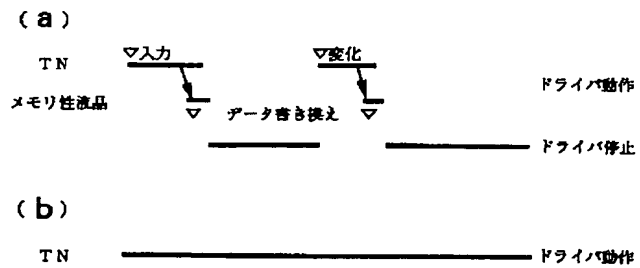 (a)
▽入力 ▽変化
TN
ドライバ動作
メモリ性液晶
▽ データ書き換え ▽
ドライバ停止
(b)
TN ドライバ動作